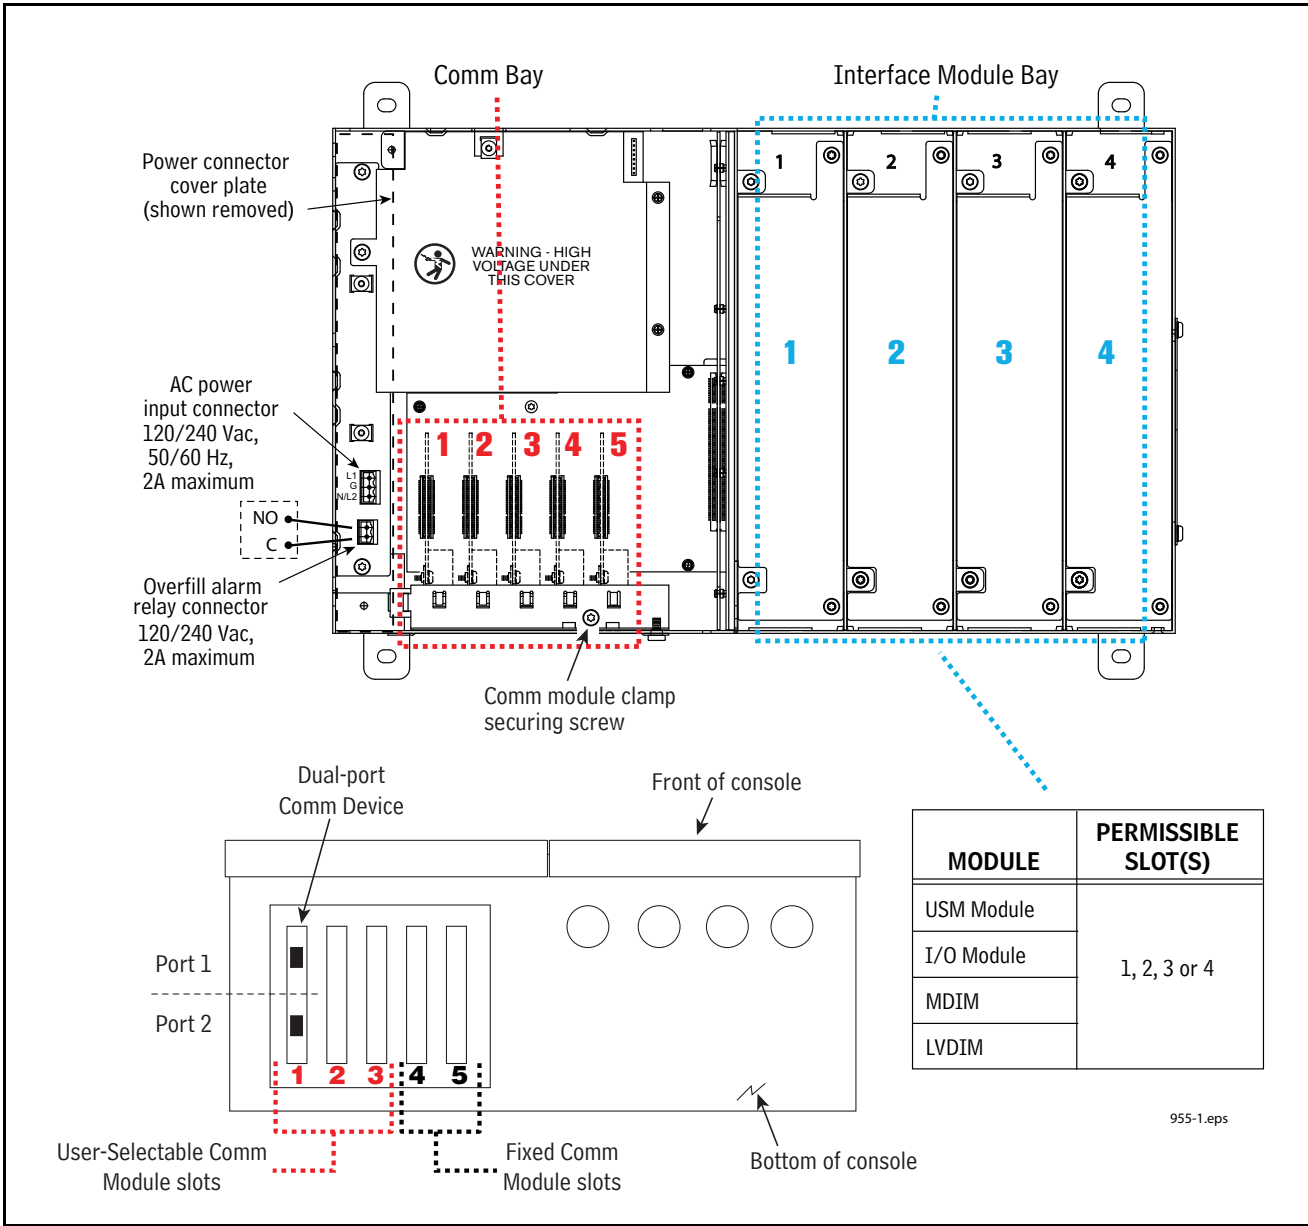 Comm Bay
Interface Module Bay
Power connector
cover plate
(shown removed)
1
2
3
4
WARNING - HIGH
VOLTAGE UNDER
THIS COVER
1
2
3
4
AC power
input connector
120/240 Vac,
50/60 Hz,
2A maximum
L1
G
N/L2
1
2
3
4
5
NO
C
Overfill alarm
relay connector
120/240 Vac,
2A maximum
Comm module clamp
securing screw
Dual-port
Comm Device
Front of console
Port 1
Port 2
1
2
3
4
5
User-Selectable Comm
Module slots
Fixed Comm
Module slots
Bottom of console
MODULE
PERMISSIBLE
SLOT(S)
USM Module
I/O Module
MDIM
LVDIM
1, 2, 3 or 4
955-1.eps